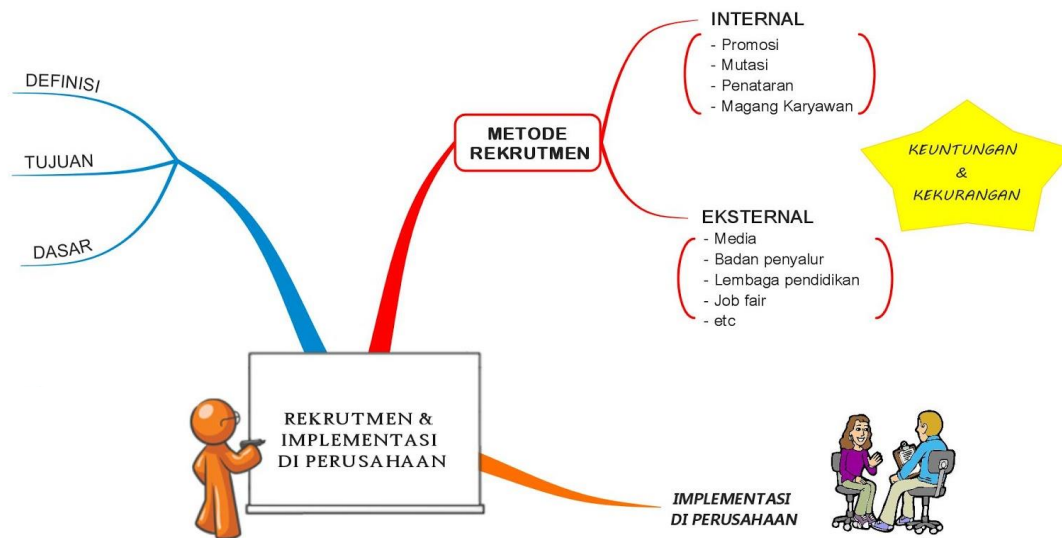 DEFINISI
TUJUAN
DASAR
METODE
REKRUTMEN
INTERNAL
- Promosi
- Mutasi
- Penataran
- Magang Karyawan
EKSTERNAL
- Media
- Badan penyalur
- Lembaga pendidikan
- Job fair
- etc
KEUNTUNGAN
&
KEKURANGAN
REKRUTMEN &
IMPLEMENTASI
DI PERUSAHAAN
IMPLEMENTASI
DI PERUSAHAAN